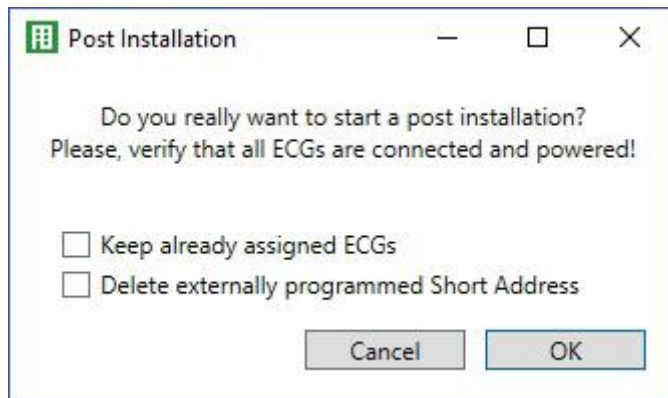 Post Installation
Do you really want to start a post installation?
Please, verify that all ECGs are connected and powered!
Keep already assigned ECGs
Delete externally programmed Short Address
Cancel OK